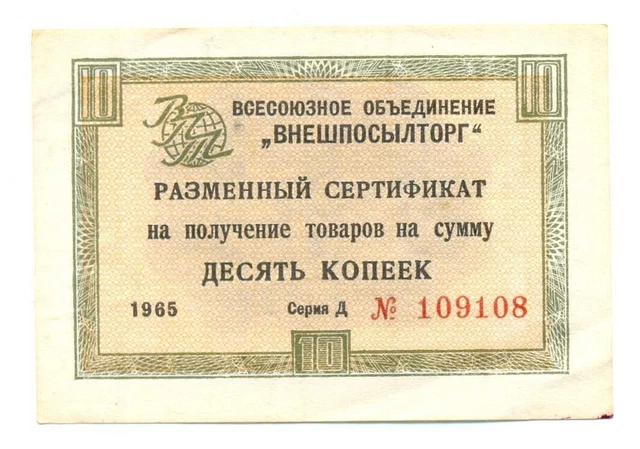 10 10
ВПТ
ВСЕСОЮЗНОЕ ОБЪЕДИНЕНИЕ
„ВНЕШПОСЫЛТОРГ“
РАЗМЕННЫЙ СЕРТИФИКАТ
на получение товаров на сумму
ДЕСЯТЬ КОПЕЕК
1965 Серия Д № 109108
10